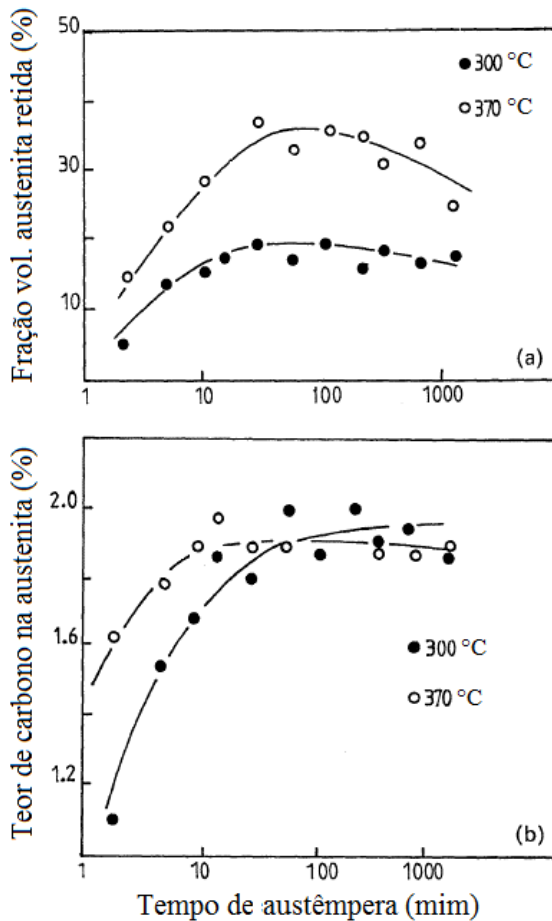 Fração vol. austenita retida (%)
50
30
10
● 300 °C
○ 370 °C
(a)
1
10
100
1000
Teor de carbono na austenita (%)
2.0
1.6
1.2
● 300 °C
○ 370 °C
(b)
1
10
100
1000
Tempo de austêmpera (mim)